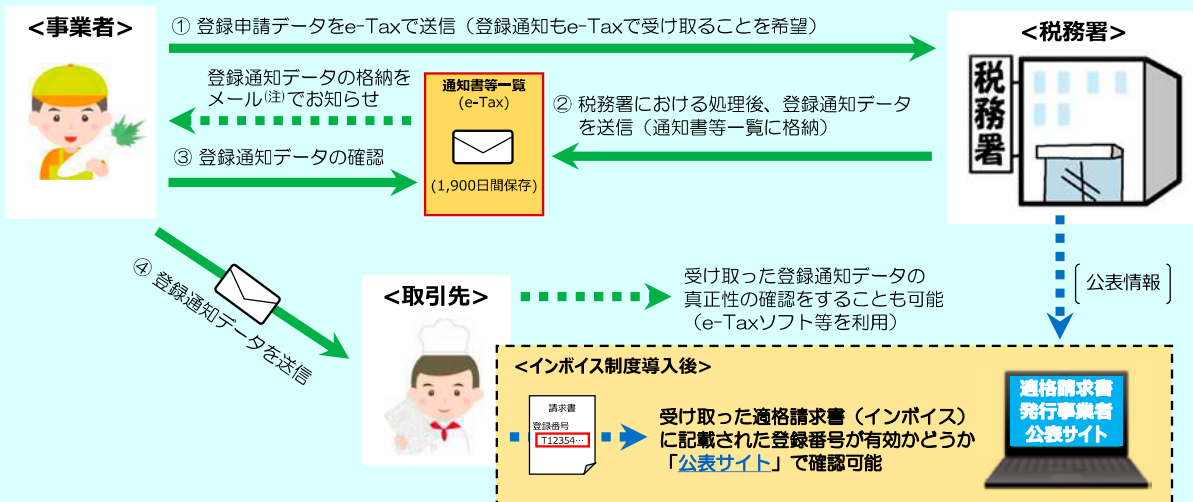 <事業者>
① 登録申請データをe-Taxで送信（登録通知もe-Taxで受け取ることを希望）
<税務署>
税務署
登録通知データの格納を
メール(注)でお知らせ
通知書等一覧
(e-Tax)
(1,900日間保存)
② 税務署における処理後、登録通知データ
を送信（通知書等一覧に格納）
③ 登録通知データの確認
④ 登録通知データを送信
<取引先>
受け取った登録通知データの
真正性の確認をすることも可能
（e-Taxソフト等を利用）
公表情報
<インボイス制度導入後>
請求書
登録番号
T12354…
受け取った適格請求書（インボイス）
に記載された登録番号が有効かどうか
「公表サイト」で確認可能
適格請求書
発行事業者
公表サイト